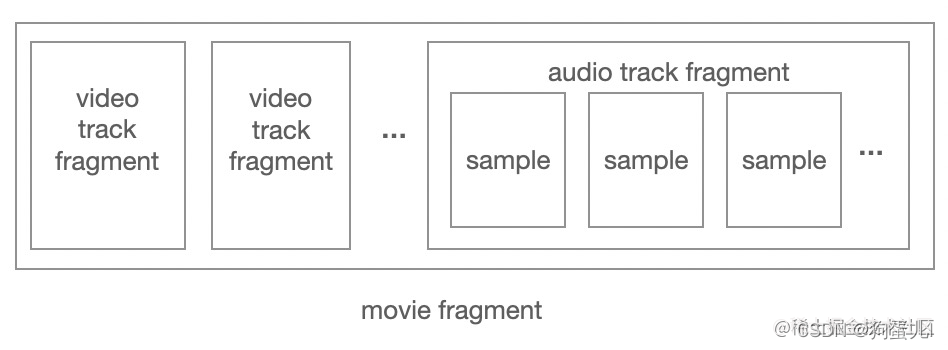 video
track
fragment
video
track
fragment
...
audio track fragment
sample
sample
sample
...
movie fragment